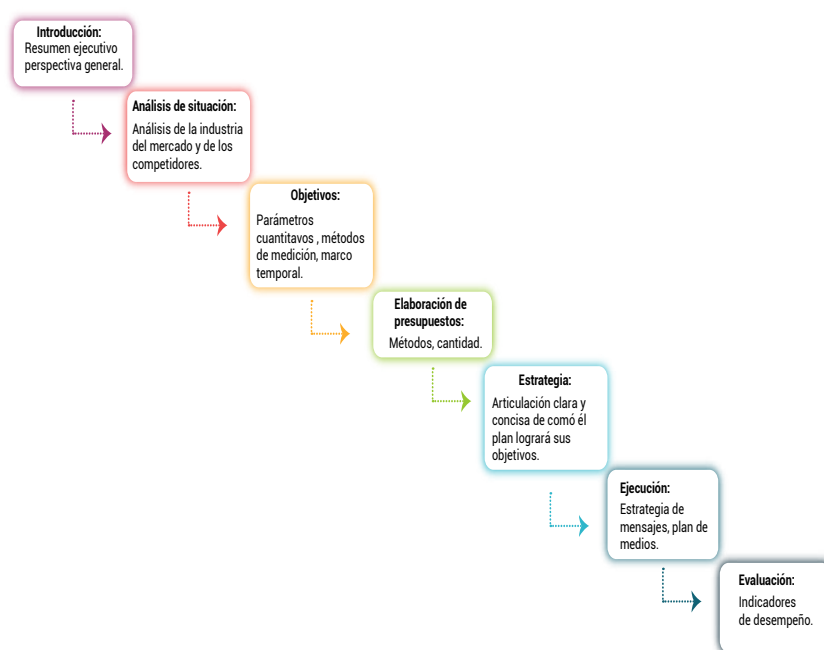 Introducción:
Resumen ejecutivo
perspectiva general.
Análisis de situación:
Análisis de la industria
del mercado y de los
competidores.
Objetivos:
Parámetros
cuantitavos , métodos
de medición, marco
temporal.
Elaboración de
presupuestos:
Métodos, cantidad.
Estrategia:
Articulación clara y
concisa de comó él
plan logrará sus
objetivos.
Ejecución:
Estrategia de
mensajes, plan de
medios.
Evaluación:
Indicadores
de desempeño.